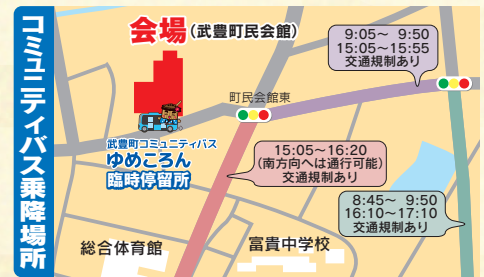 コミュニティバス乗降場所
会場(武豊町民会館)
9:05～ 9:50
15:05～15:55
交通規制あり
町民会館東
武豊町コミュニティバス
ゆめころん
臨時停留所
15:05～16:20
(南方向へは通行可能)
交通規制あり
8:45～ 9:50
16:10～17:10
交通規制あり
総合体育館
富貴中学校